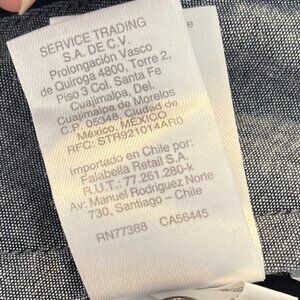 SERVICE TRADING
S.A. DE C.V.
Prolongación Vasco
de Quiroga 4800, Torre 2,
Piso 3 Col. Santa Fe
Cuajimalpa, Del.
Cuajimalpa de Morelos
C.P. 05348, Ciudad de
México, MEXICO
RFC: STR921014AR0
Importado en Chile por:
Falabella Retail S.A.
R.U.T.: 77.261.280-k
Av: Manuel Rodriguez Norte
730, Santiago - Chile
RN77388 CA56445